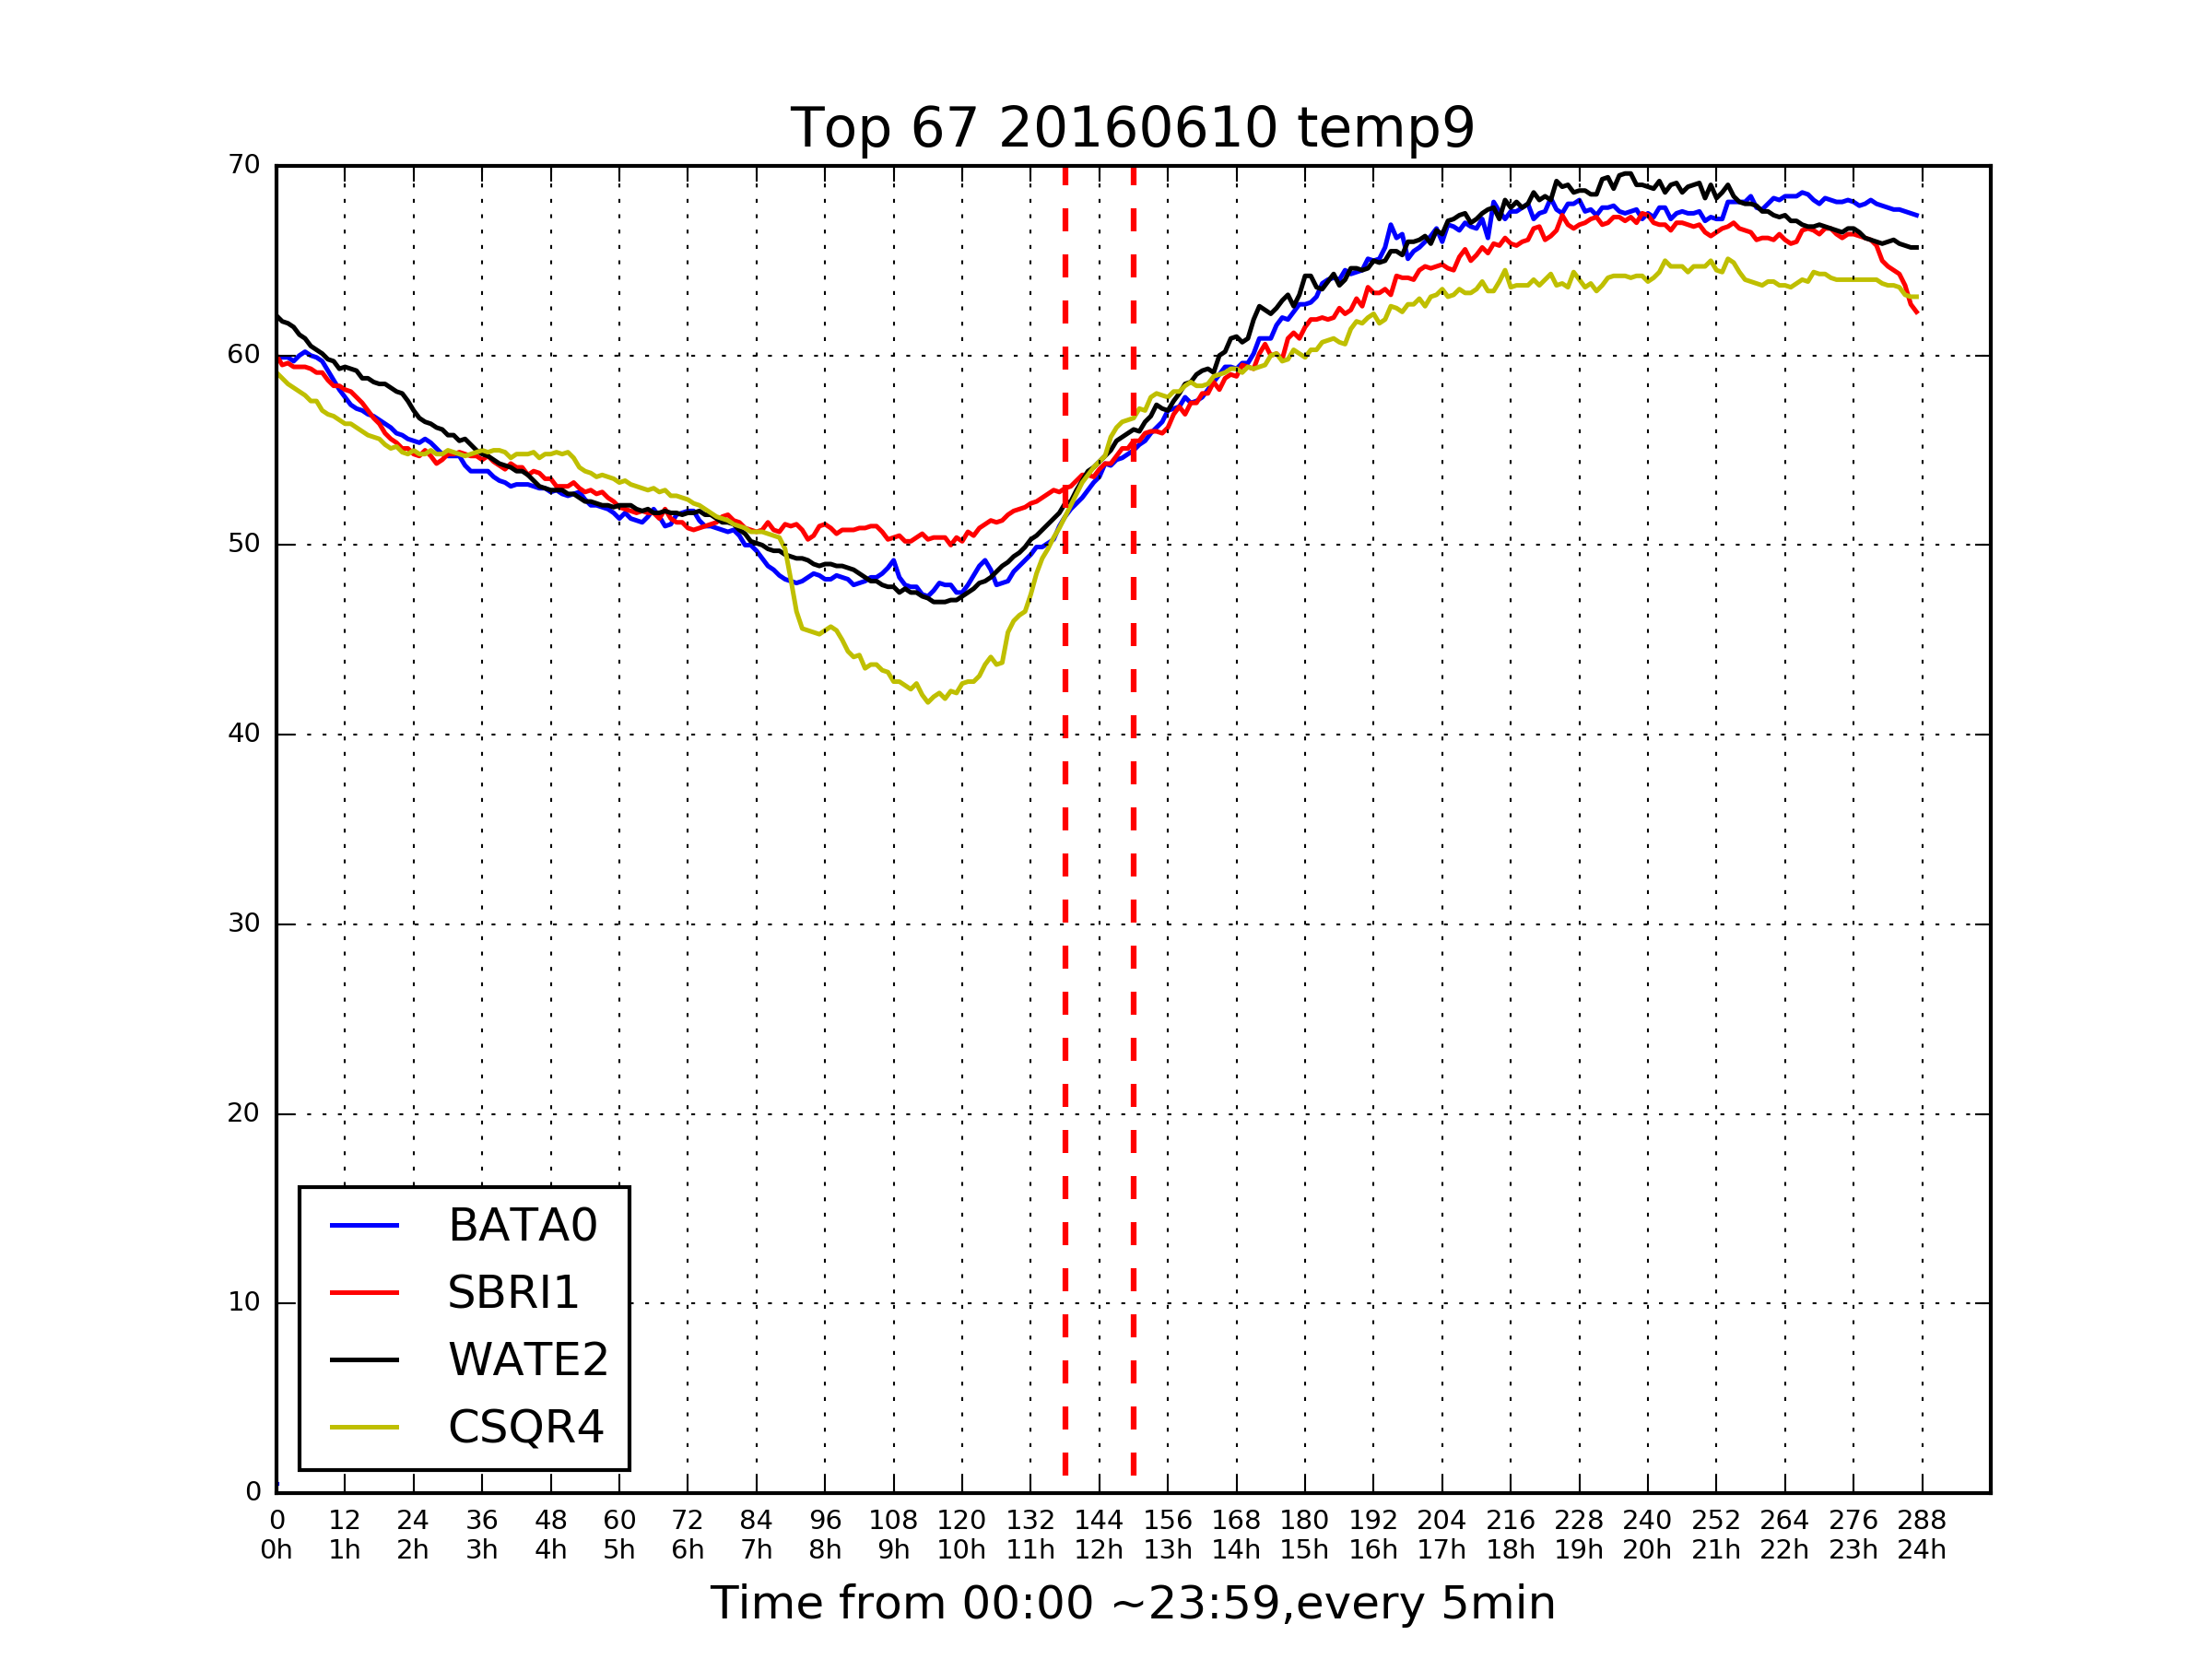 Top 67 20160610 temp9
70
60
50
40
30
20
10
0
BATA0
SBRI1
WATE2
CSQR4
0 12 24 36 48 60 72 84 96 108 120 132 144 156 168 180 192 204 216 228 240 252 264 276 288
0h 1h 2h 3h 4h 5h 6h 7h 8h 9h 10h 11h 12h 13h 14h 15h 16h 17h 18h 19h 20h 21h 22h 23h 24h
Time from 00:00 ~23:59,every 5min